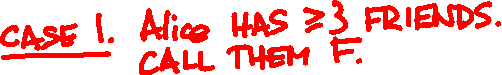 CASE 1. Alice HAS ≥3 FRIENDS.
CALL THEM F.